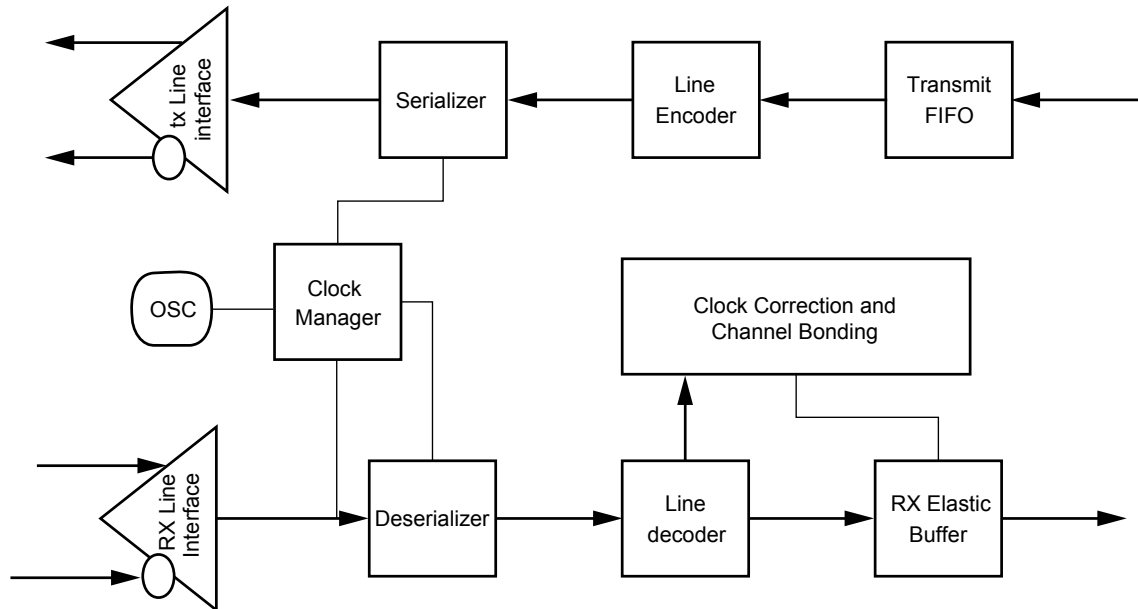 tx Line
interface
Serializer
Line
Encoder
Transmit
FIFO
OSC
Clock
Manager
Clock Correction and
Channel Bonding
RX Line
Interface
Deserializer
Line
decoder
RX Elastic
Buffer